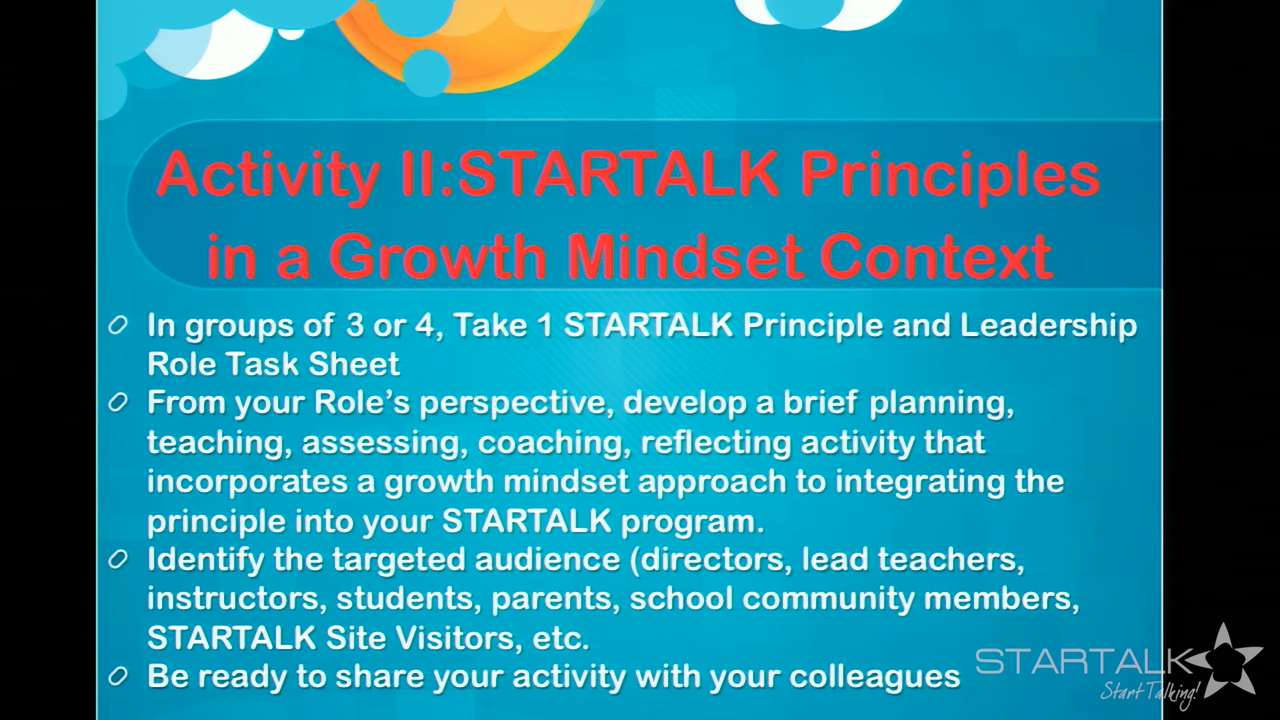 Activity II:STARTALK Principles
in a Growth Mindset Context
In groups of 3 or 4, Take 1 STARTALK Principle and Leadership
Role Task Sheet
From your Role's perspective, develop a brief planning,
teaching, assessing, coaching, reflecting activity that
incorporates a growth mindset approach to integrating the
principle into your STARTALK program.
Identify the targeted audience (directors, lead teachers,
instructors, students, parents, school community members,
STARTALK Site Visitors, etc.
Be ready to share your activity with your colleagues
STARTALK
Start Talking!